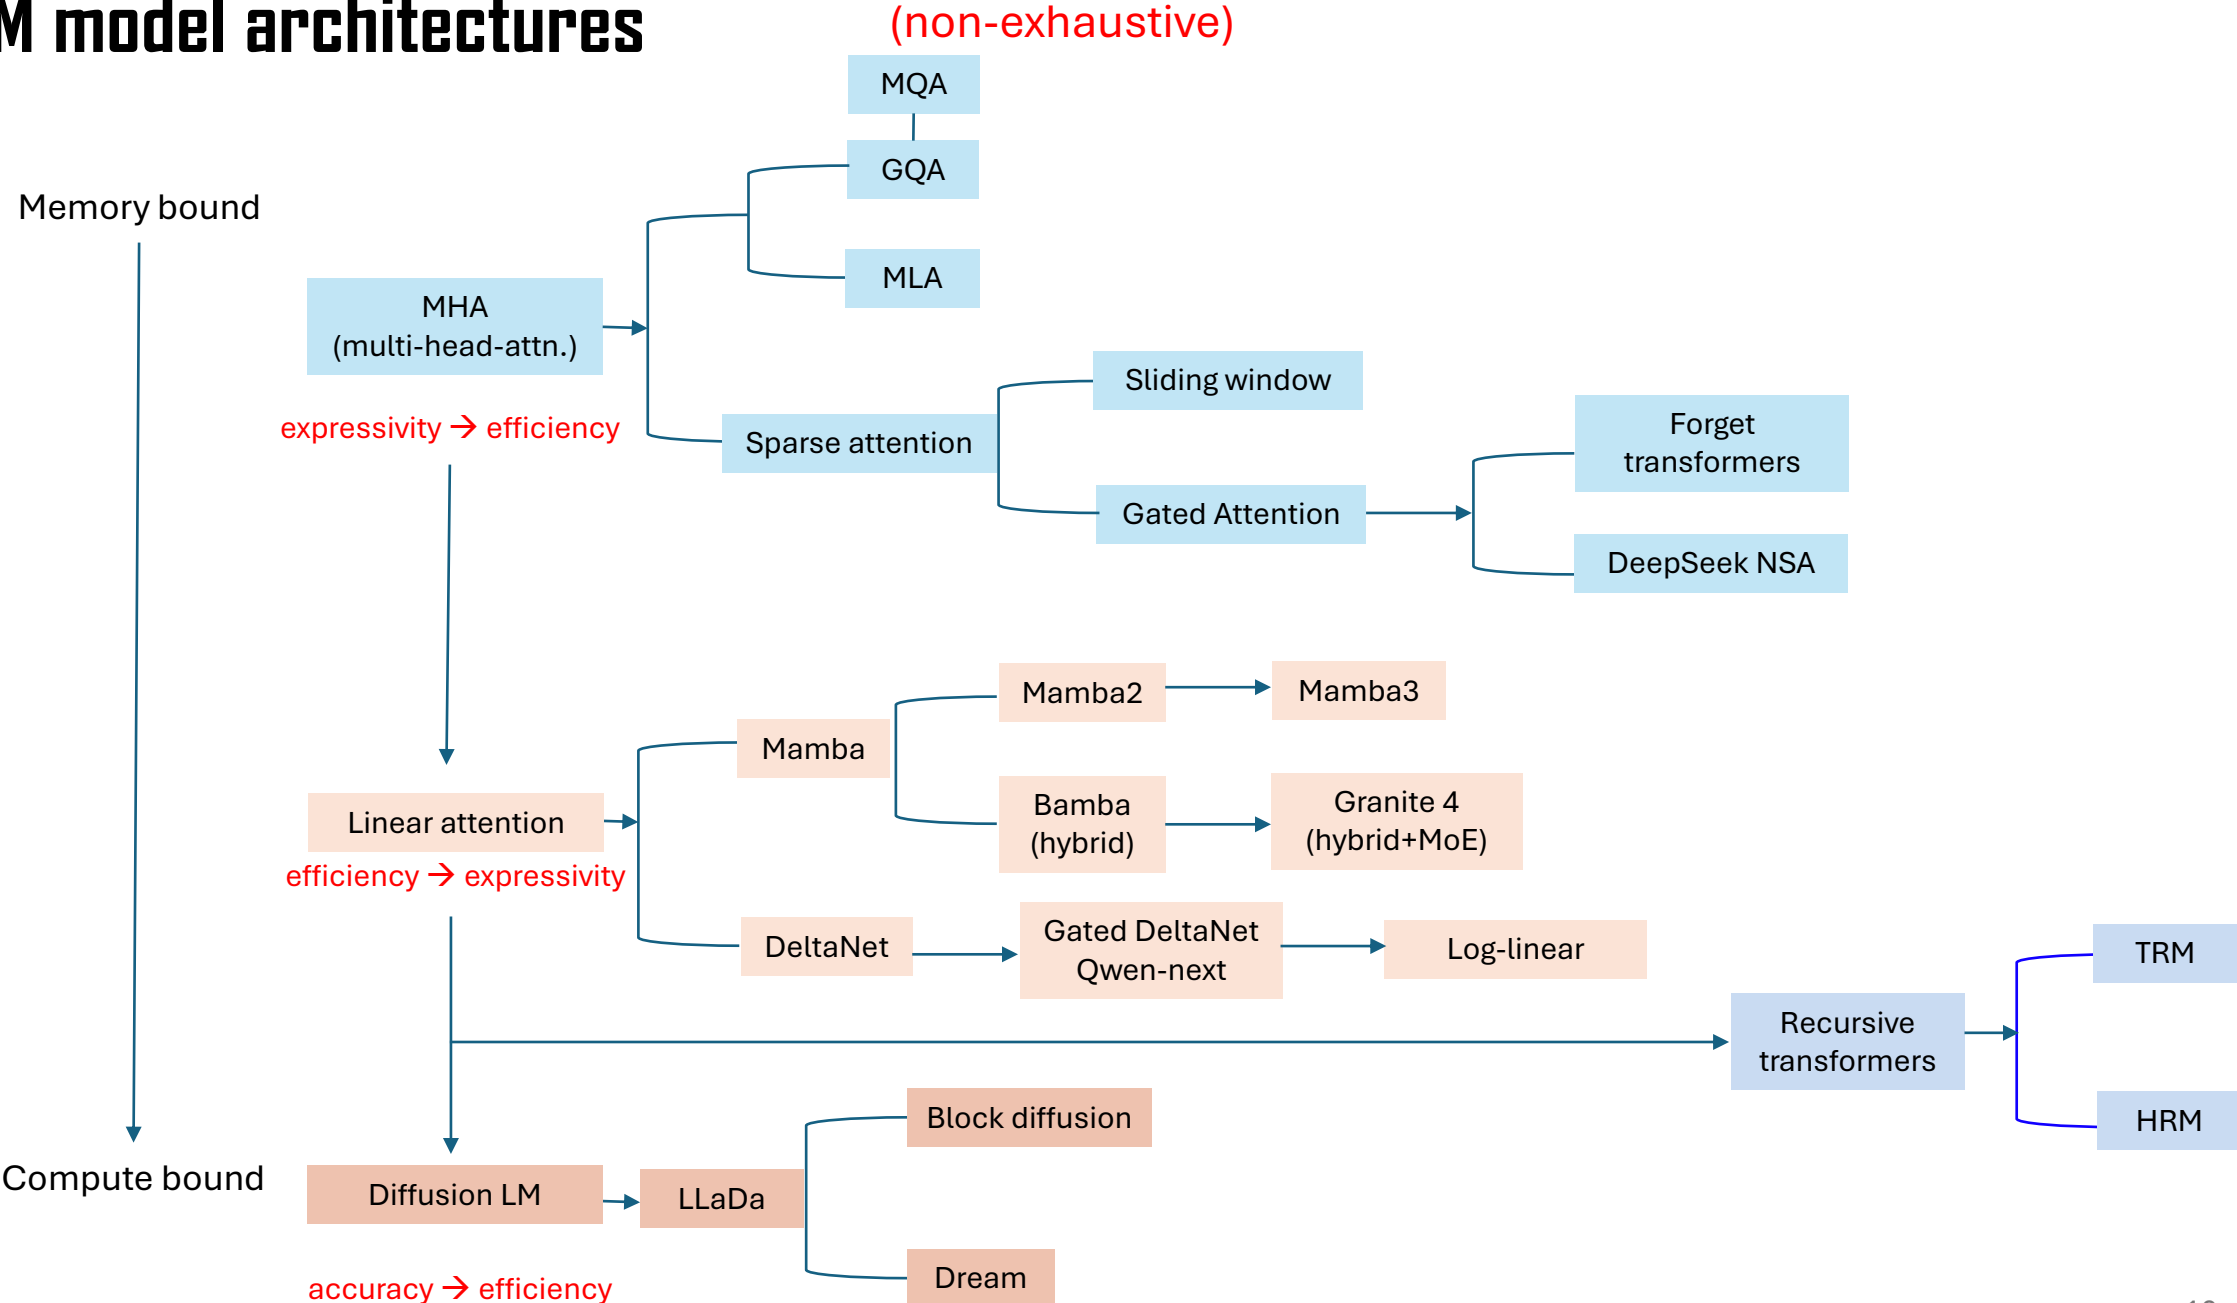 M model architectures
(non-exhaustive)
MQA
GQA
Memory bound
MLA
MHA
(multi-head-attn.)
Sliding window
expressivity → efficiency
Sparse attention
Forget
transformers
Gated Attention
DeepSeek NSA
Mamba2
Mamba3
Mamba
Bamba
(hybrid)
Granite 4
(hybrid+MoE)
Linear attention
efficiency → expressivity
DeltaNet
Gated DeltaNet
Qwen-next
Log-linear
TRM
Recursive
transformers
HRM
Block diffusion
Compute bound
Diffusion LM
LLaDa
Dream
accuracy → efficiency